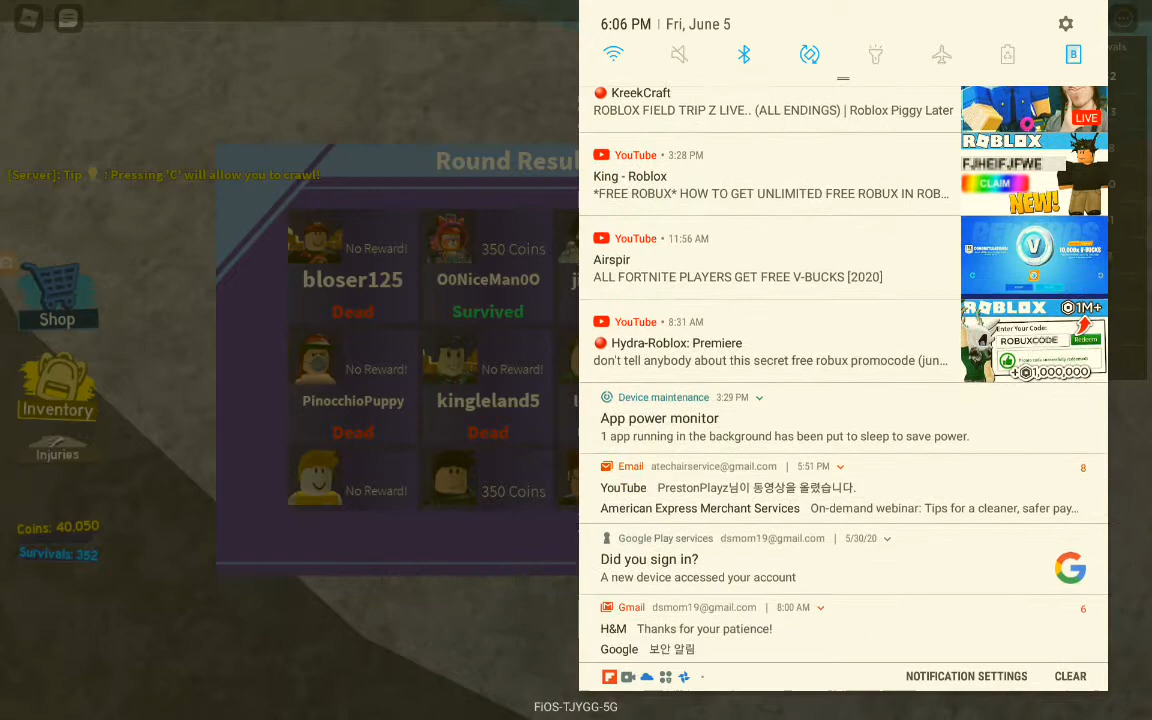 6:06 PM | Fri, June 5
KreekCraft
ROBLOX FIELD TRIP Z LIVE.. (ALL ENDINGS) | Roblox Piggy Later
LIVE
YouTube • 3:28 PM
King - Roblox
*FREE ROBUX* HOW TO GET UNLIMITED FREE ROBUX IN ROB...
ROBLOX
FJHEIFJFWE
CLAIM
NEW!
YouTube • 11:56 AM
Airspir
ALL FORTNITE PLAYERS GET FREE V-BUCKS [2020]
YouTube • 8:31 AM
Hydra-Roblox: Premiere
don't tell anybody about this secret free robux promocode (jun...
ROBLOX 1M+
Enter Your Code:
ROBUXCODE Redeem
+1,000,000
Device maintenance 3:29 PM
App power monitor
1 app running in the background has been put to sleep to save power.
Email atechairservice@gmail.com | 5:51 PM 8
YouTube PrestonPlayz님이 동영상을 올렸습니다.
American Express Merchant Services On-demand webinar: Tips for a cleaner, safer pay...
Google Play services dsmom19@gmail.com | 5/30/20
Did you sign in?
A new device accessed your account
Gmail dsmom19@gmail.com | 8:00 AM 6
H&M Thanks for your patience!
Google 보안 알림
NOTIFICATION SETTINGS CLEAR
FiOS-TJYGG-5G
[Server]: Tip : Pressing 'C' will allow you to crawl!
Round Resul
No Reward! 350 Coins
bloser125 O0NiceMan0O
Dead Survived
No Reward! No Reward!
PinocchioPuppy kingleland5
Dead Dead
No Reward! 350 Coins
Shop
Inventory
Injuries
Coins: 40,050
Survivals: 352